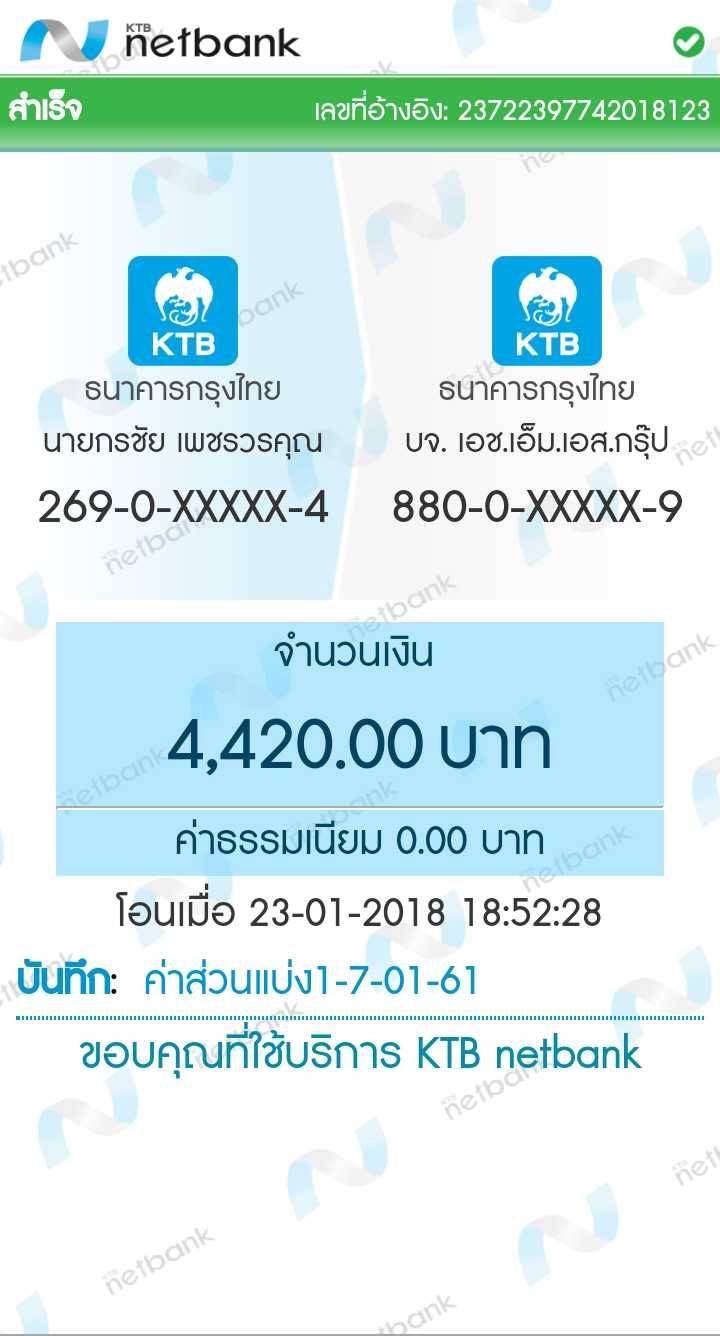 KTB
netbank
สำเร็จ เลขที่อ้างอิง: 23722397742018123
KTB KTB
ธนาคารกรุงไทย ธนาคารกรุงไทย
นายกรชัย เพชรวรคุณ บจ. เอช.เอ็ม.เอส.กรุ๊ป
269-0-XXXXX-4 880-0-XXXXX-9
จำนวนเงิน
4,420.00 บาท
ค่าธรรมเนียม 0.00 บาท
โอนเมื่อ 23-01-2018 18:52:28
บันทึก: ค่าส่วนแบ่ง1-7-01-61
ขอบคุณที่ใช้บริการ KTB netbank